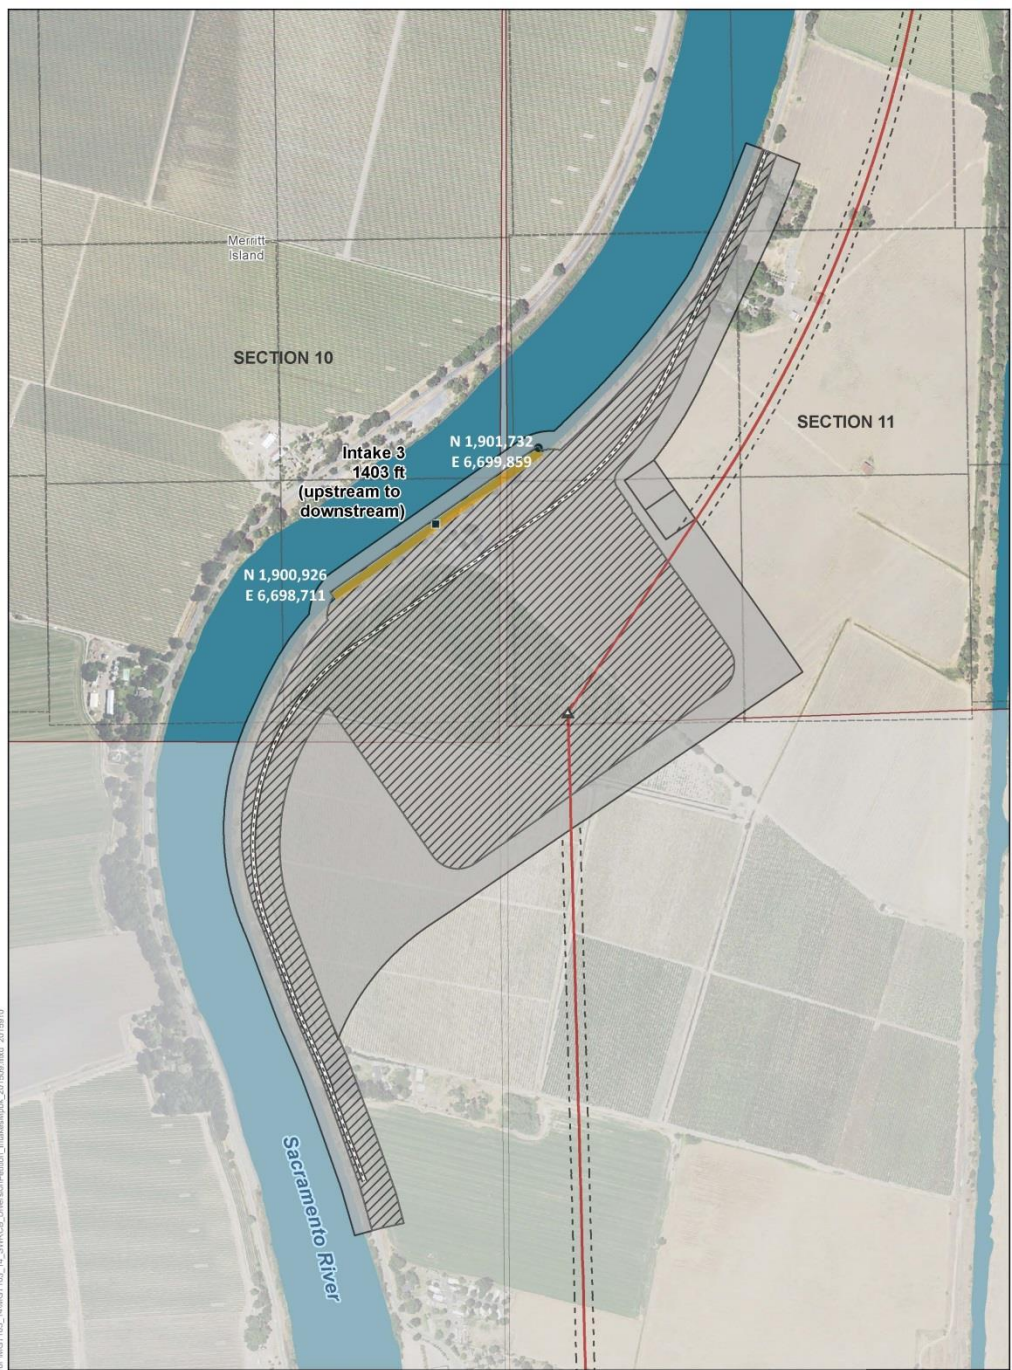 Merritt
Island
SECTION 10
SECTION 11
Intake 3
1403 ft
(upstream to
downstream)
N 1,901,732
E 6,699,859
N 1,900,926
E 6,698,711
Sacramento River